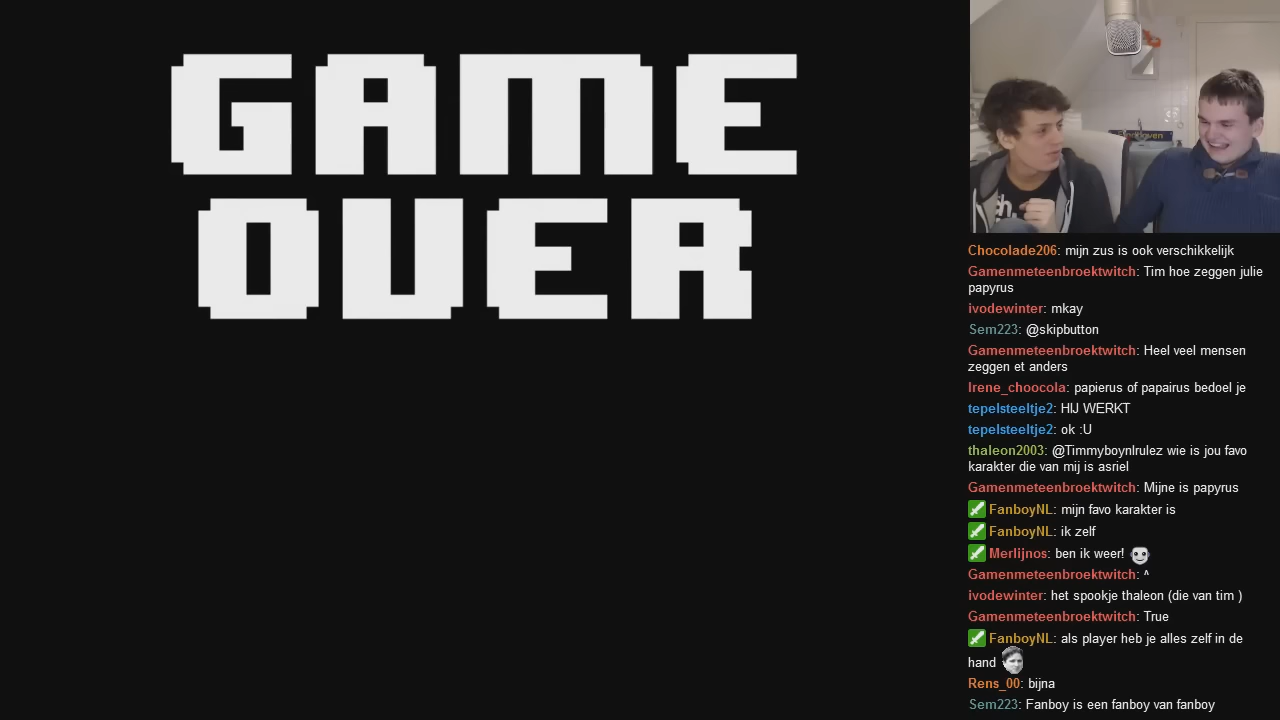 GAME
OVER
Chocolade206: mijn zus is ook verschikkelijk
Gamenmeteenbroektwitch: Tim hoe zeggen julie
papyrus
ivodewinter: mkay
Sem223: @skipbutton
Gamenmeteenbroektwitch: Heel veel mensen
zeggen et anders
Irene_choocola: papierus of papairus bedoel je
tepelsteeltje2: HIJ WERKT
tepelsteeltje2: ok :U
thaleon2003: @Timmyboynlrulez wie is jou favo
karakter die van mij is asriel
Gamenmeteenbroektwitch: Mijne is papyrus
FanboyNL: mijn favo karakter is
FanboyNL: ik zelf
Merlijnos: ben ik weer!
Gamenmeteenbroektwitch: ^
ivodewinter: het spookje thaleon (die van tim )
Gamenmeteenbroektwitch: True
FanboyNL: als player heb je alles zelf in de
hand
Rens_00: bijna
Sem223: Fanboy is een fanboy van fanboy